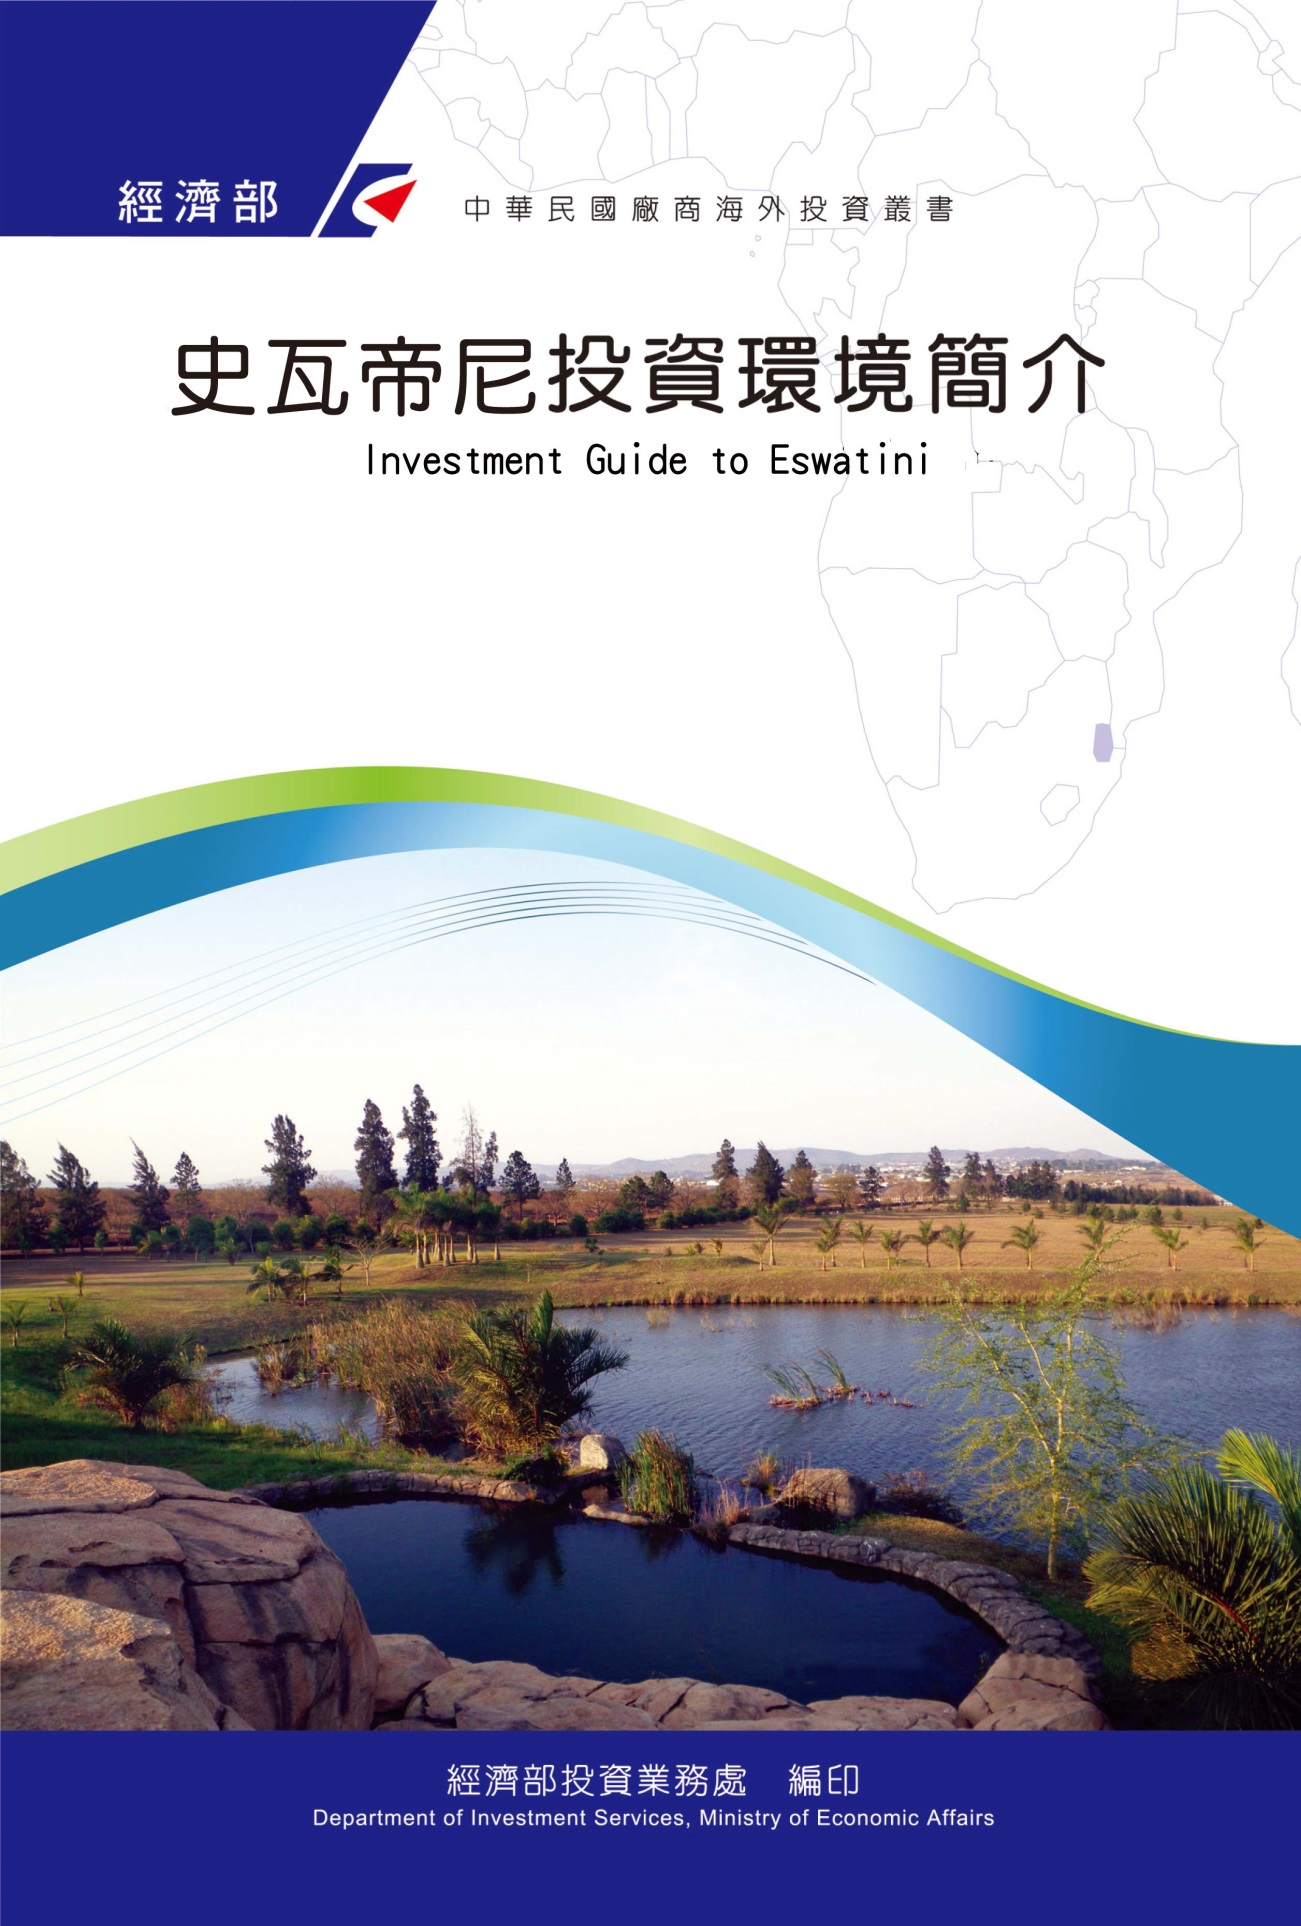 經濟部
中華民國廠商海外投資叢書
史瓦帝尼投資環境簡介
Investment Guide to Eswatini
經濟部投資業務處　編印
Department of Investment Services, Ministry of Economic Affairs